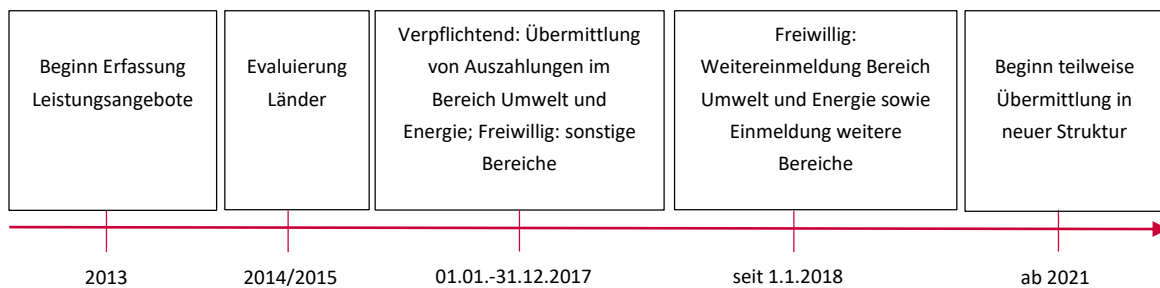 Beginn Erfassung
Leistungsangebote
Evaluierung
Länder
Verpflichtend: Übermittlung
von Auszahlungen im
Bereich Umwelt und
Energie; Freiwillig: sonstige
Bereiche
Freiwillig:
Weitereinmeldung Bereich
Umwelt und Energie sowie
Einmeldung weitere
Bereiche
Beginn teilweise
Übermittlung in
neuer Struktur
2013
2014/2015
01.01.-31.12.2017
seit 1.1.2018
ab 2021